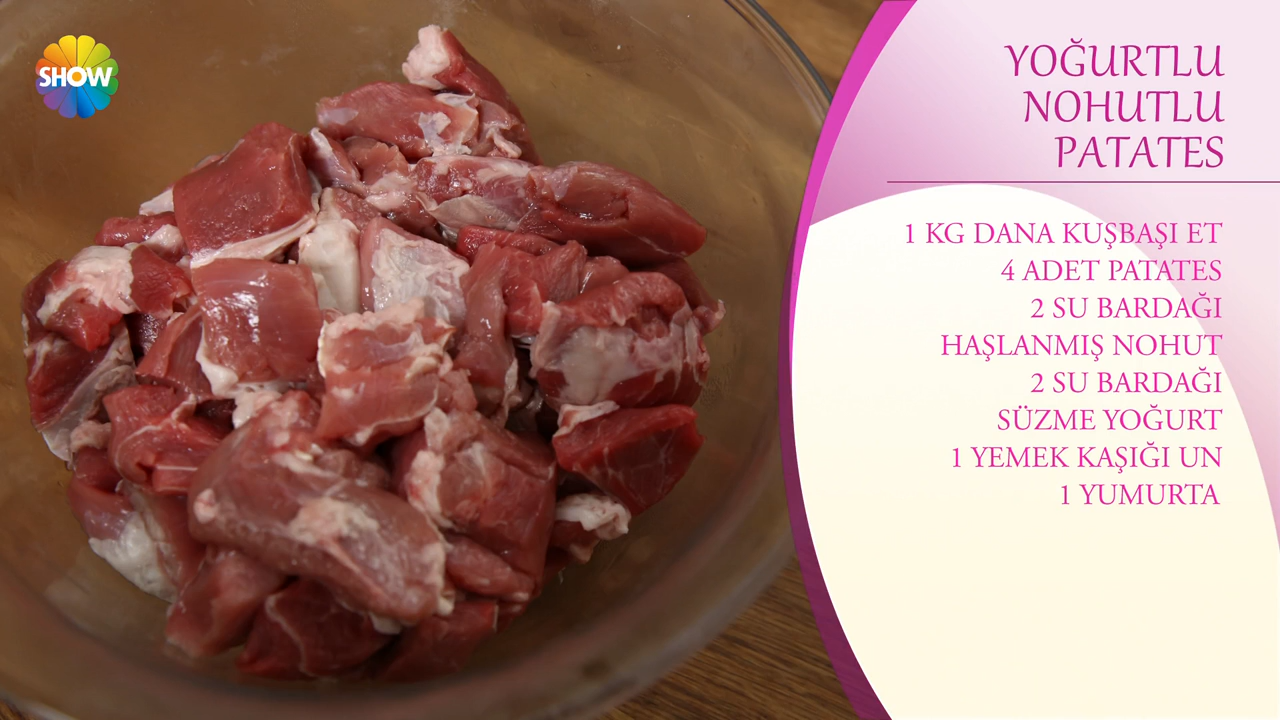 SHOW
YOĞURTLU
NOHUTLU
PATATES
1 KG DANA KUŞBAŞI ET
4 ADET PATATES
2 SU BARDAĞI
HAŞLANMIŞ NOHUT
2 SU BARDAĞI
SÜZME YOĞURT
1 YEMEK KAŞIĞI UN
1 YUMURTA